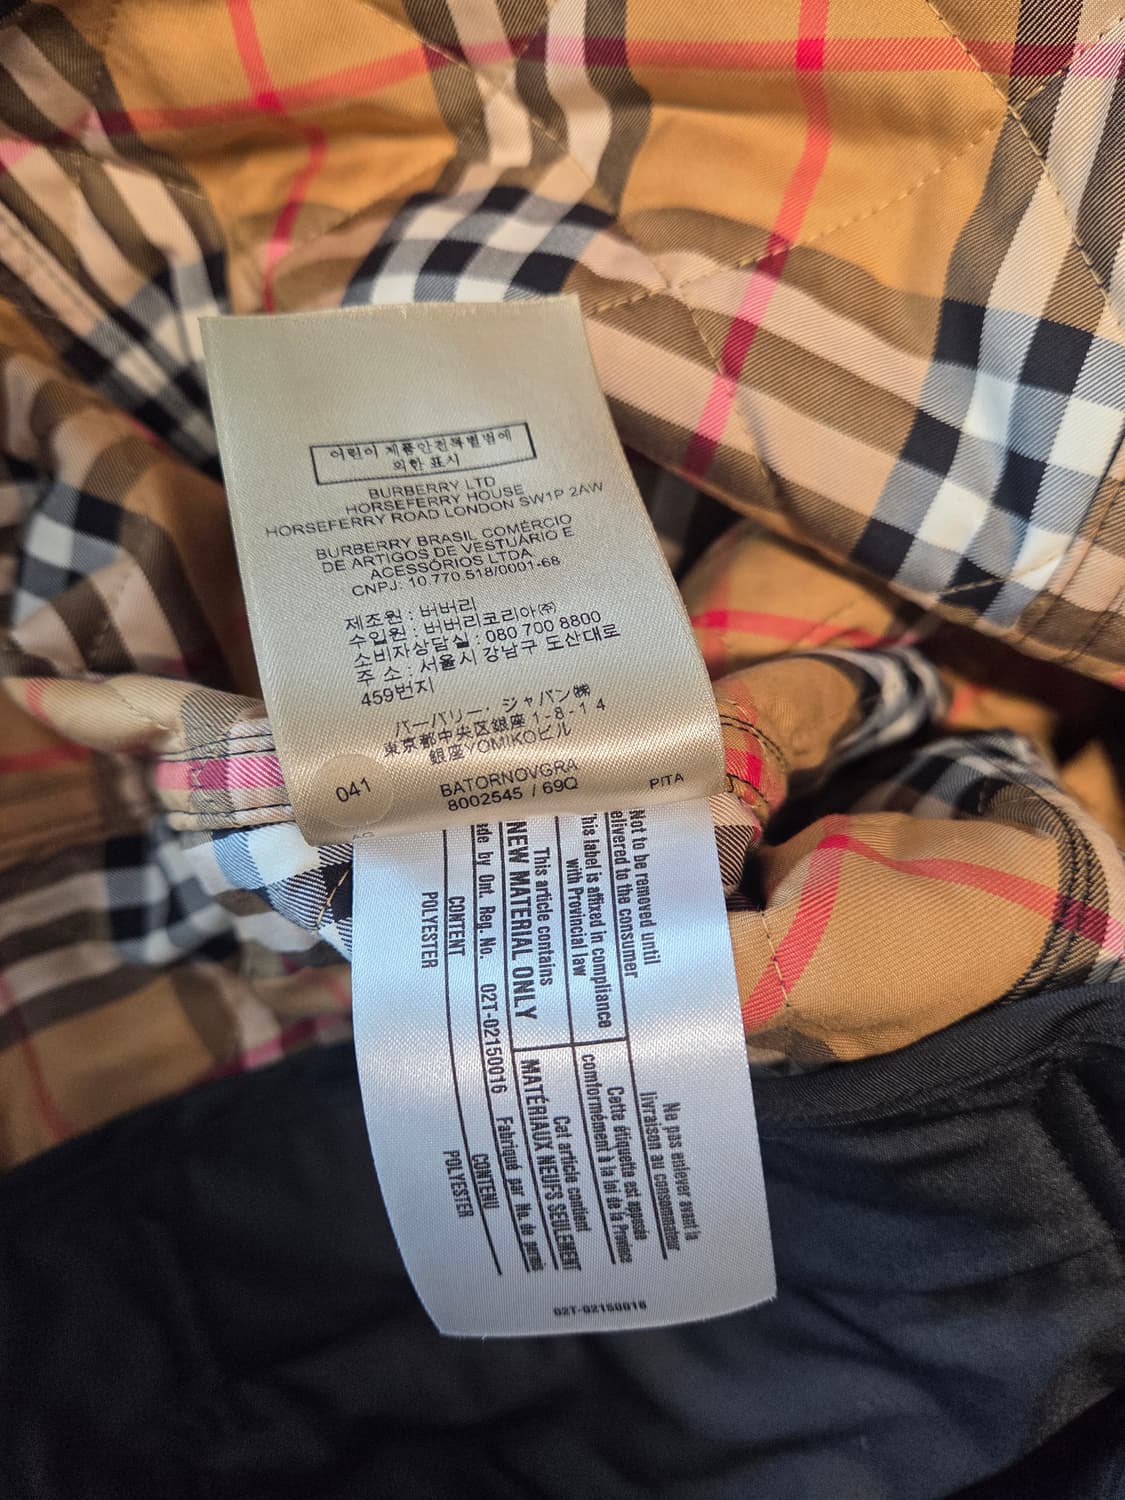 어린이 제품안전특별법에
의한 표시
BURBERRY LTD
HORSEFERRY HOUSE
HORSEFERRY ROAD LONDON SW1P 2AW
BURBERRY BRASIL COMÉRCIO
DE ARTIGOS DE VESTUÁRIO E
ACESSÓRIOS LTDA
CNPJ: 10.770.518/0001-68
제조원 : 버버리
수입원 : 버버리코리아㈜
소비자상담실 : 080 700 8800
주 소 : 서울시 강남구 도산대로
459번지
バーバリー・ジャパン㈱
東京都中央区銀座1-8-14
銀座YOMIKOビル
041
BATORNOVGRA
8002545 / 69Q
PITA
Not to be removed until
elivered to the consumer
his label is affixed in compliance
with Provincial law
This article contains
NEW MATERIAL ONLY
de by Ont. Reg. No. 02T-02150016 Fabriqué par No. de permis
CONTENT
POLYESTER
Ne pas enlever avant la
livraison au consommateur
Cette étiquette est apposée
comformément à la loi de la Province
Cet article contient
MATÉRIAUX NEUFS SEULEMENT
CONTENU
POLYESTER
02T-02150016